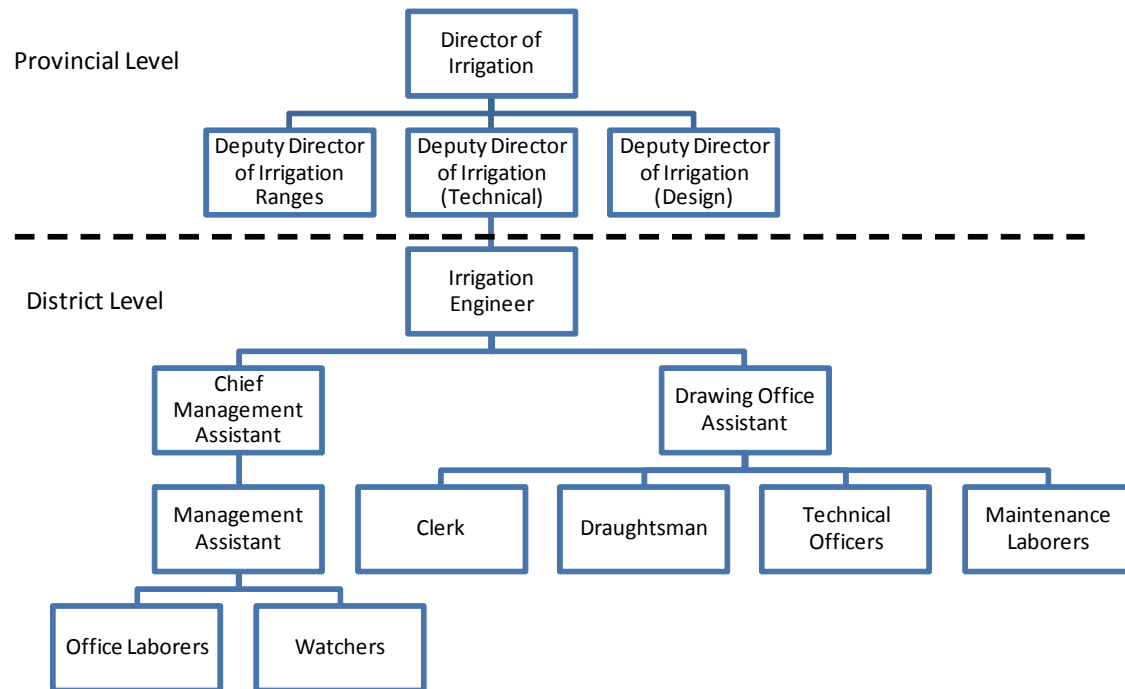 Provincial Level
Director of
Irrigation
Deputy Director
of Irrigation
Ranges
Deputy Director
of Irrigation
(Technical)
Deputy Director
of Irrigation
(Design)
District Level
Irrigation
Engineer
Chief
Management
Assistant
Drawing Office
Assistant
Management
Assistant
Clerk
Draughtsman
Technical
Officers
Maintenance
Laborers
Office Laborers
Watchers